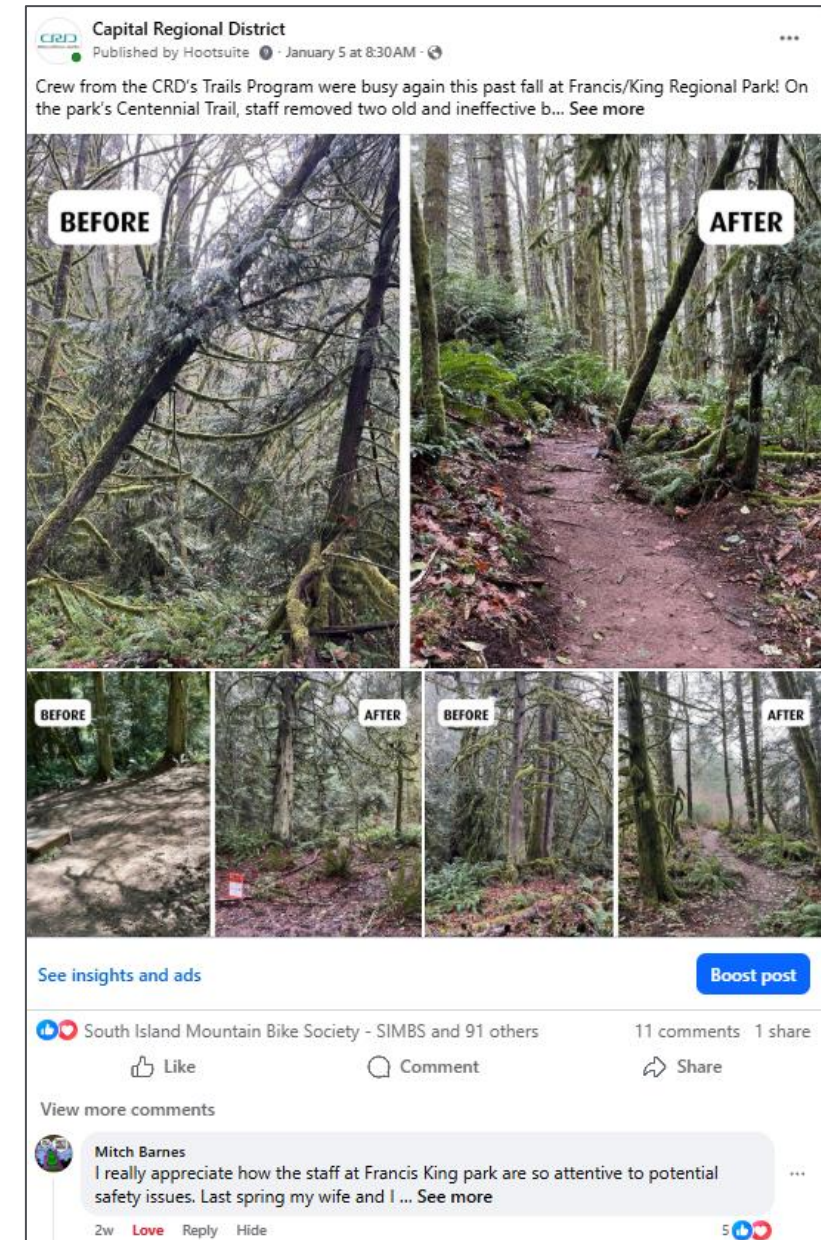 CRD
Capital Regional District
Published by Hootsuite · January 5 at 8:30 AM ·
Crew from the CRD's Trails Program were busy again this past fall at Francis/King Regional Park! On
the park's Centennial Trail, staff removed two old and ineffective b... See more
BEFORE
AFTER
BEFORE
AFTER
BEFORE
AFTER
See insights and ads
Boost post
South Island Mountain Bike Society - SIMBS and 91 others
11 comments 1 share
Like
Comment
Share
View more comments
Mitch Barnes
I really appreciate how the staff at Francis King park are so attentive to potential
safety issues. Last spring my wife and I ... See more
2w Love Reply Hide
5